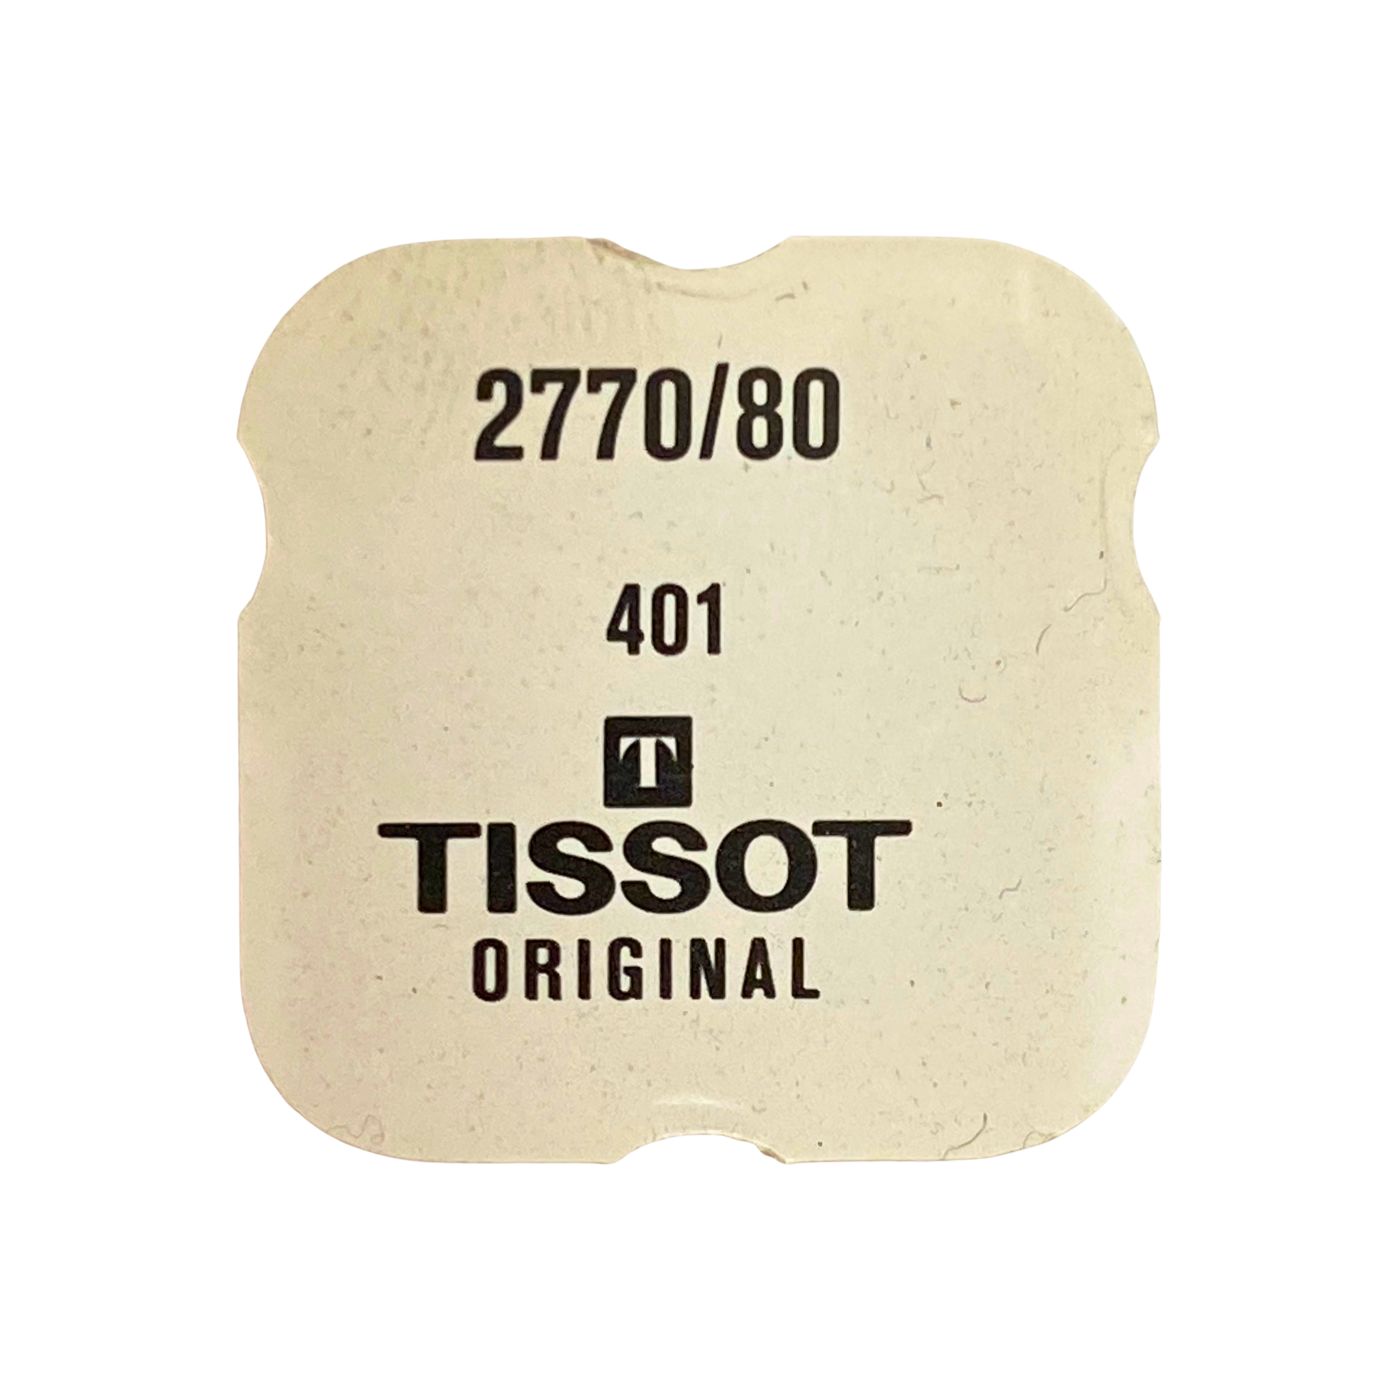 2770/80
401
T
TISSOT
ORIGINAL